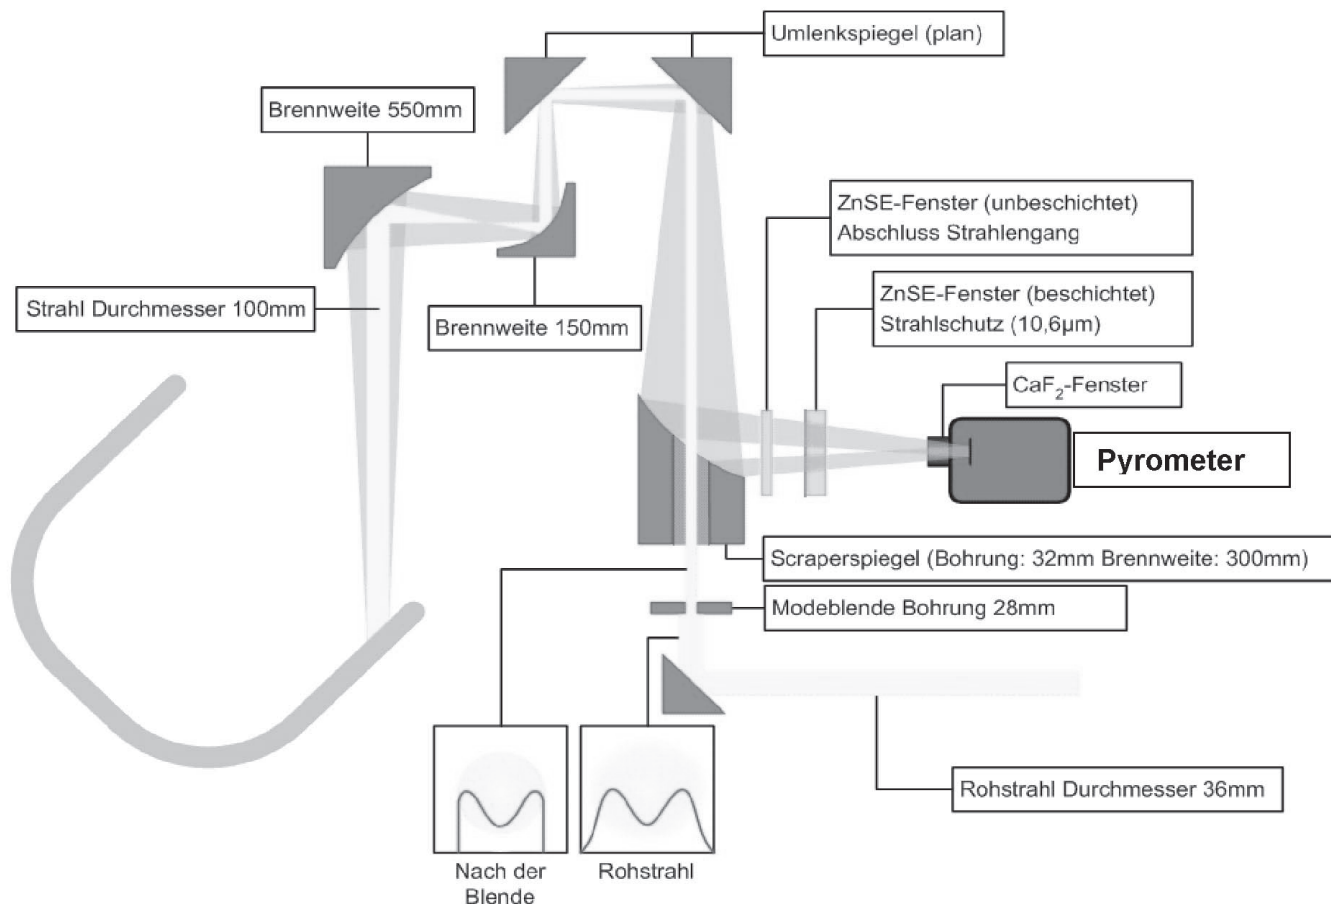 Umlenkspiegel (plan)
Brennweite 550mm
ZnSE-Fenster (unbeschichtet)
Abschluss Strahlengang
ZnSE-Fenster (beschichtet)
Strahlschutz (10,6µm)
Strahl Durchmesser 100mm
Brennweite 150mm
CaF₂-Fenster
Pyrometer
Scraperspiegel (Bohrung: 32mm Brennweite: 300mm)
Modeblende Bohrung 28mm
Rohstrahl Durchmesser 36mm
Nach der
Blende
Rohstrahl